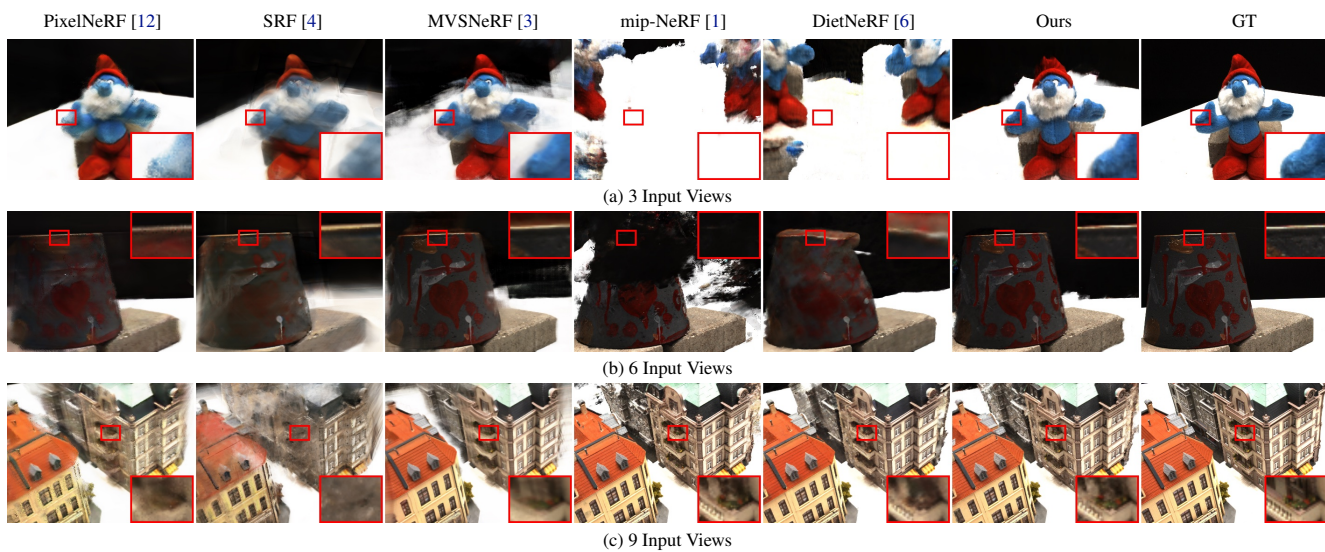 PixelNeRF [12] SRF [4] MVSNeRF [3] mip-NeRF [1] DietNeRF [6] Ours GT
(a) 3 Input Views
(b) 6 Input Views
(c) 9 Input Views